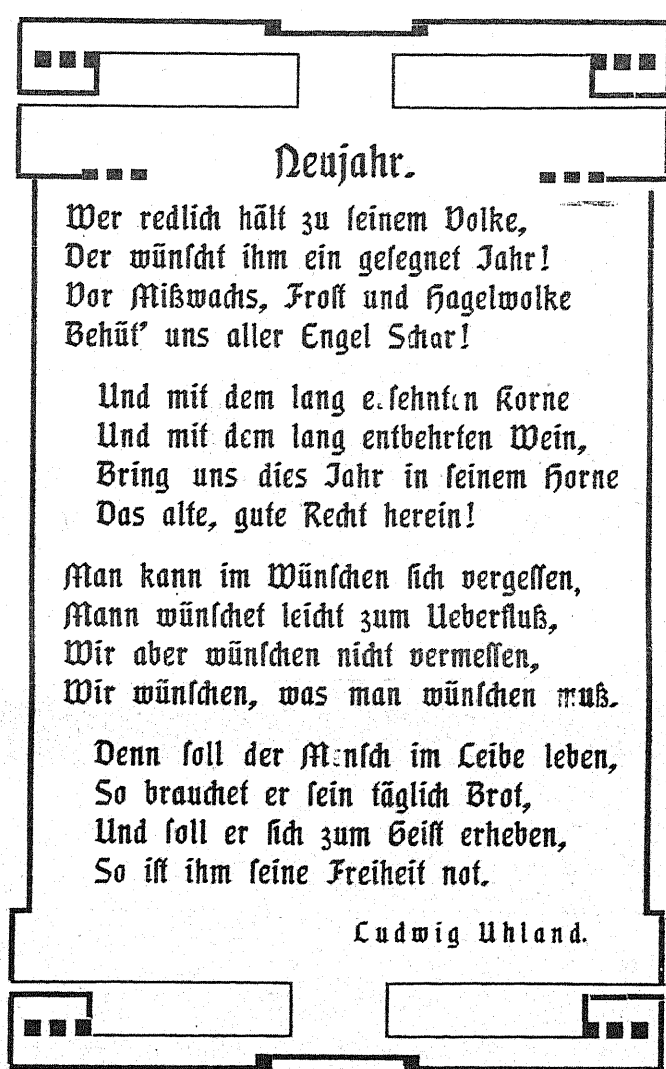 Neujahr.
Wer redlich hält zu seinem Volke,
Der wünscht ihm ein gesegnet Jahr!
Vor Mißwachs, Frost und Hagelwolke
Behüt' uns aller Engel Schar!
Und mit dem lang ersehnten Korne
Und mit dem lang entbehrten Wein,
Bring uns dies Jahr in seinem Horne
Das alte, gute Recht herein!
Man kann im Wünschen sich vergessen,
Mann wünschet leicht zum Ueberfluß,
Wir aber wünschen nicht vermessen,
Wir wünschen, was man wünschen muß.
Denn soll der Mensch im Leibe leben,
So brauchet er sein täglich Brot,
Und soll er sich zum Geist erheben,
So ist ihm seine Freiheit not.
Ludwig Uhland.